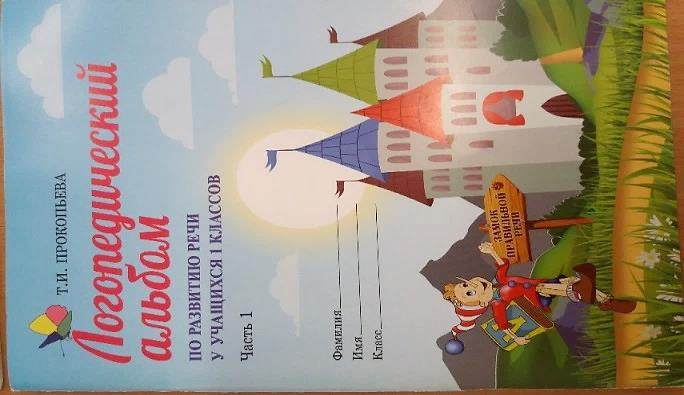 Т.И. ПРОКОПЬЕВА
Логопедический
альбом
ПО РАЗВИТИЮ РЕЧИ
У УЧАЩИХСЯ 1 КЛАССОВ
Часть 1
Фамилия
Имя
Класс
ЗАМОК
ПРАВИЛЬНОЙ
РЕЧИ